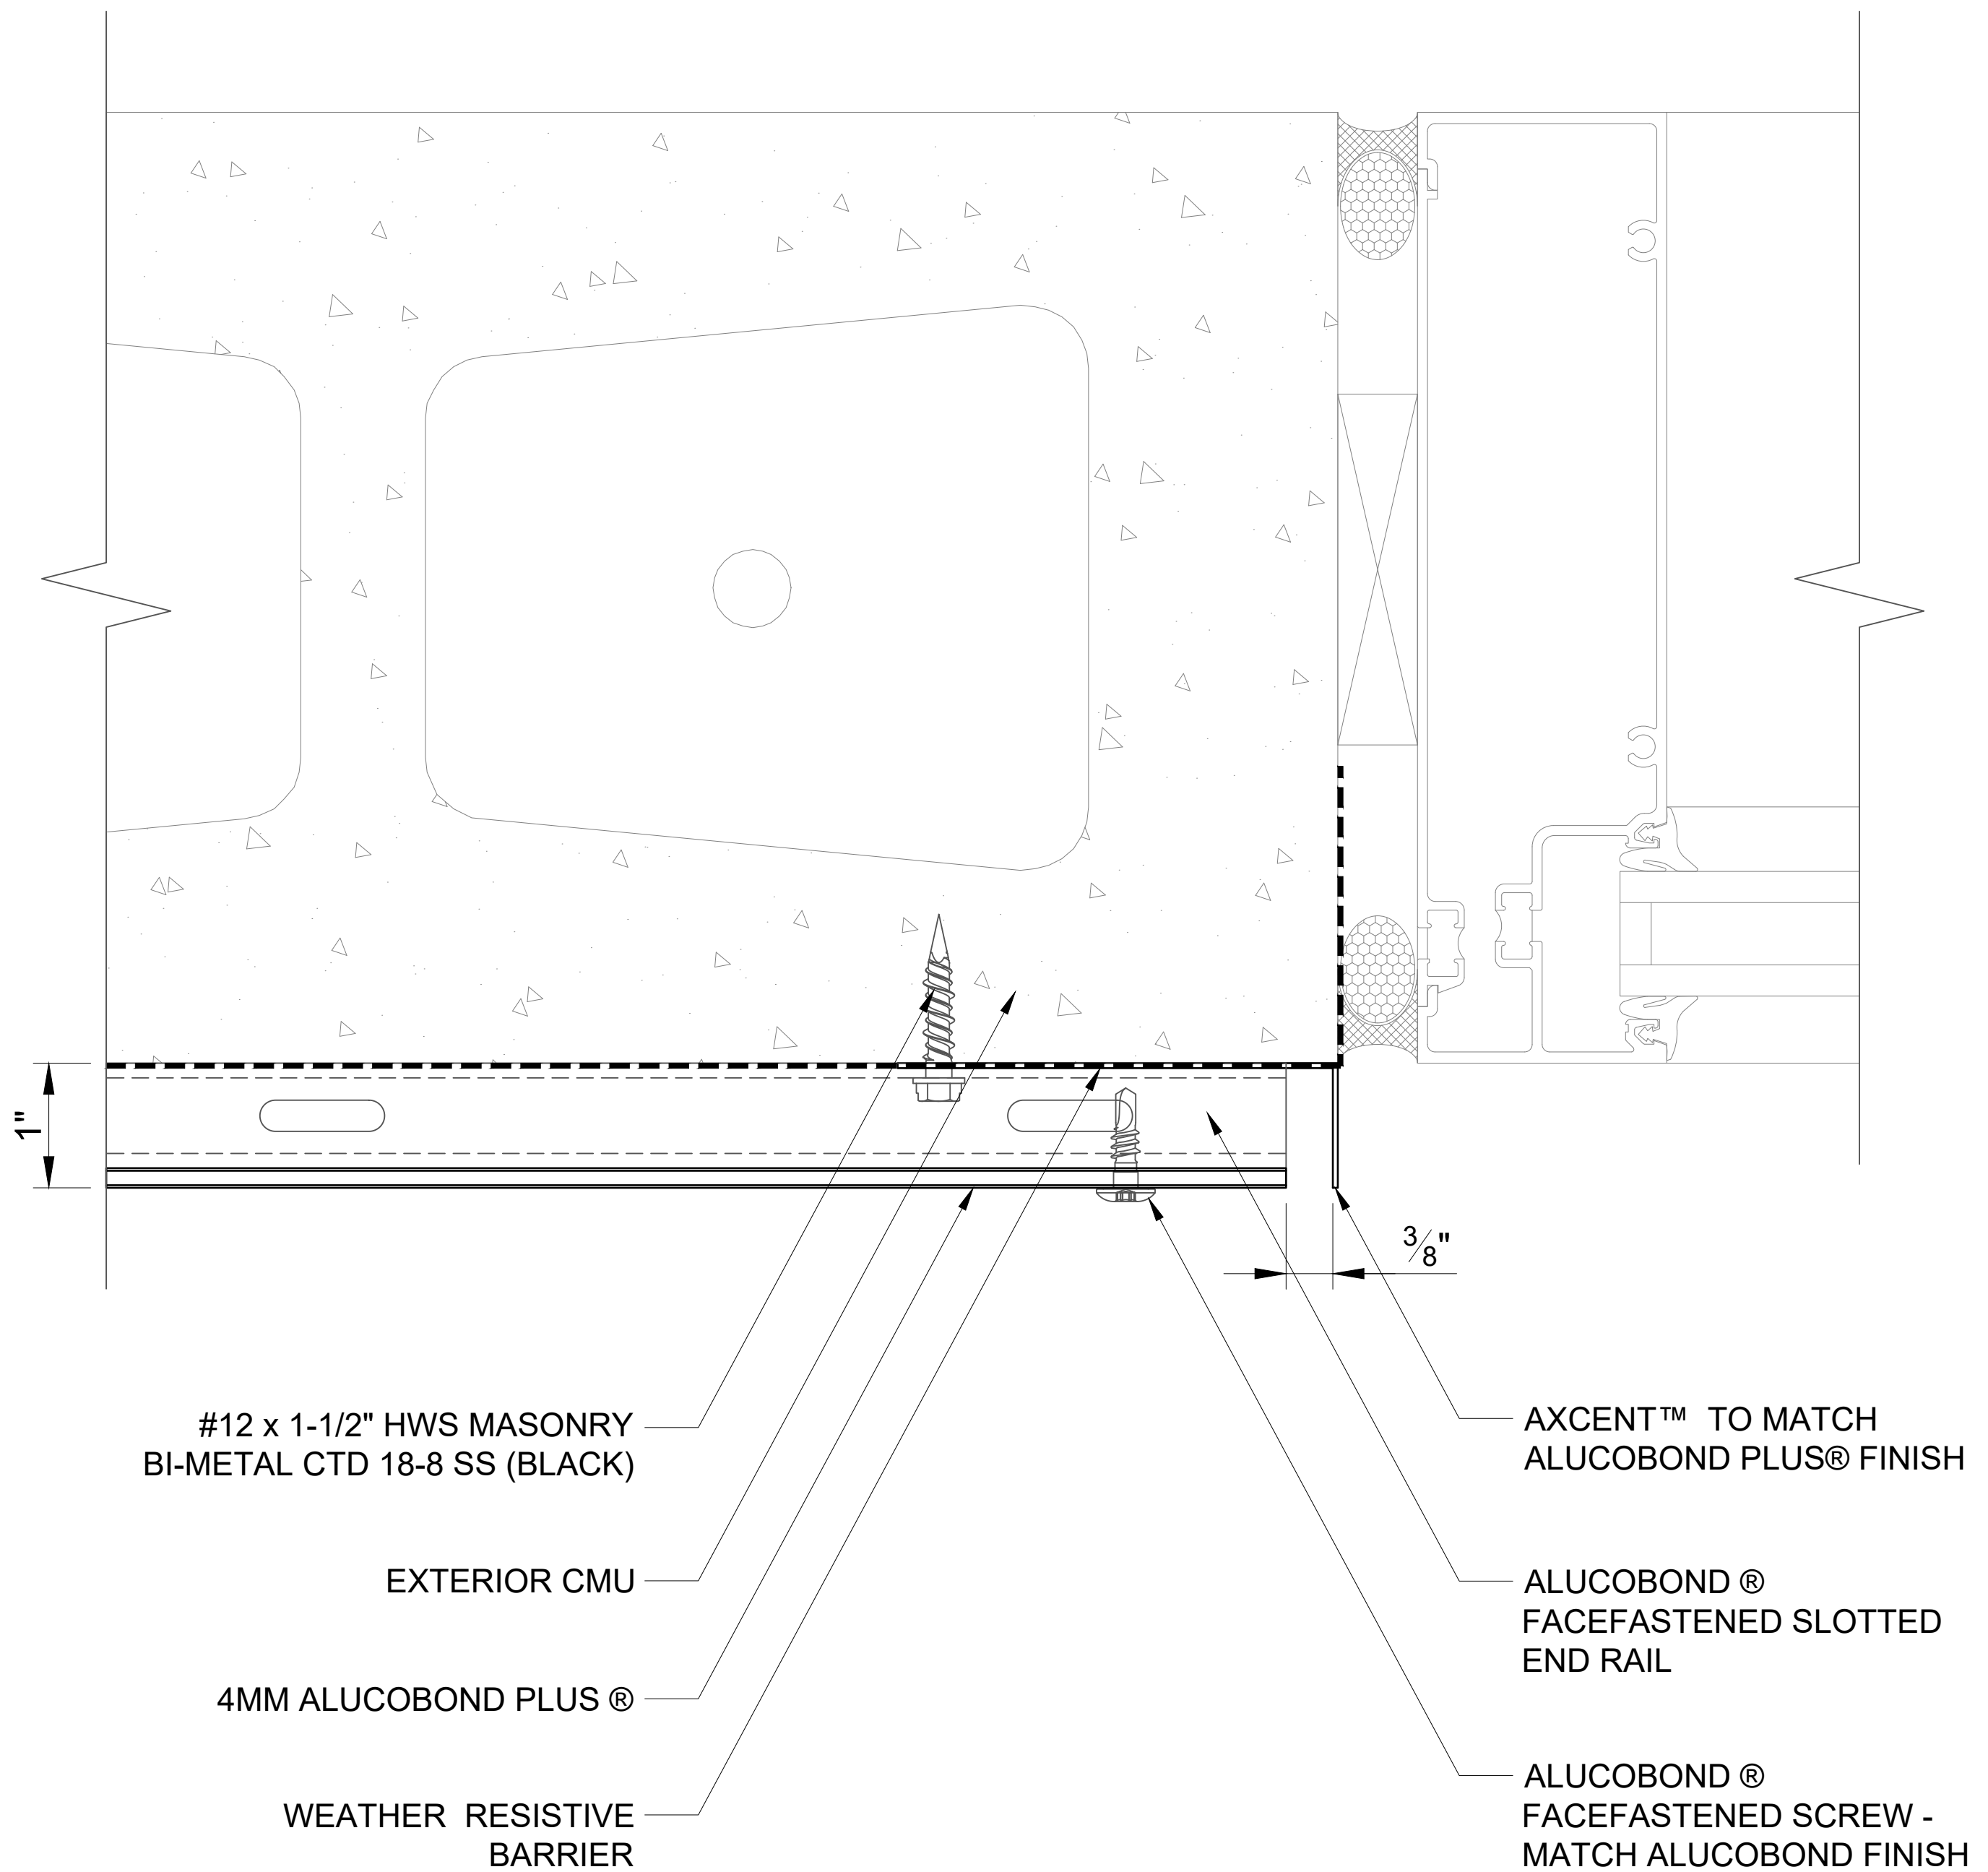 1"
3/8"
#12 x 1-1/2" HWS MASONRY
BI-METAL CTD 18-8 SS (BLACK)
EXTERIOR CMU
4MM ALUCOBOND PLUS ®
WEATHER RESISTIVE
BARRIER
AXCENT™ TO MATCH
ALUCOBOND PLUS® FINISH
ALUCOBOND ®
FACEFASTENED SLOTTED
END RAIL
ALUCOBOND ®
FACEFASTENED SCREW -
MATCH ALUCOBOND FINISH